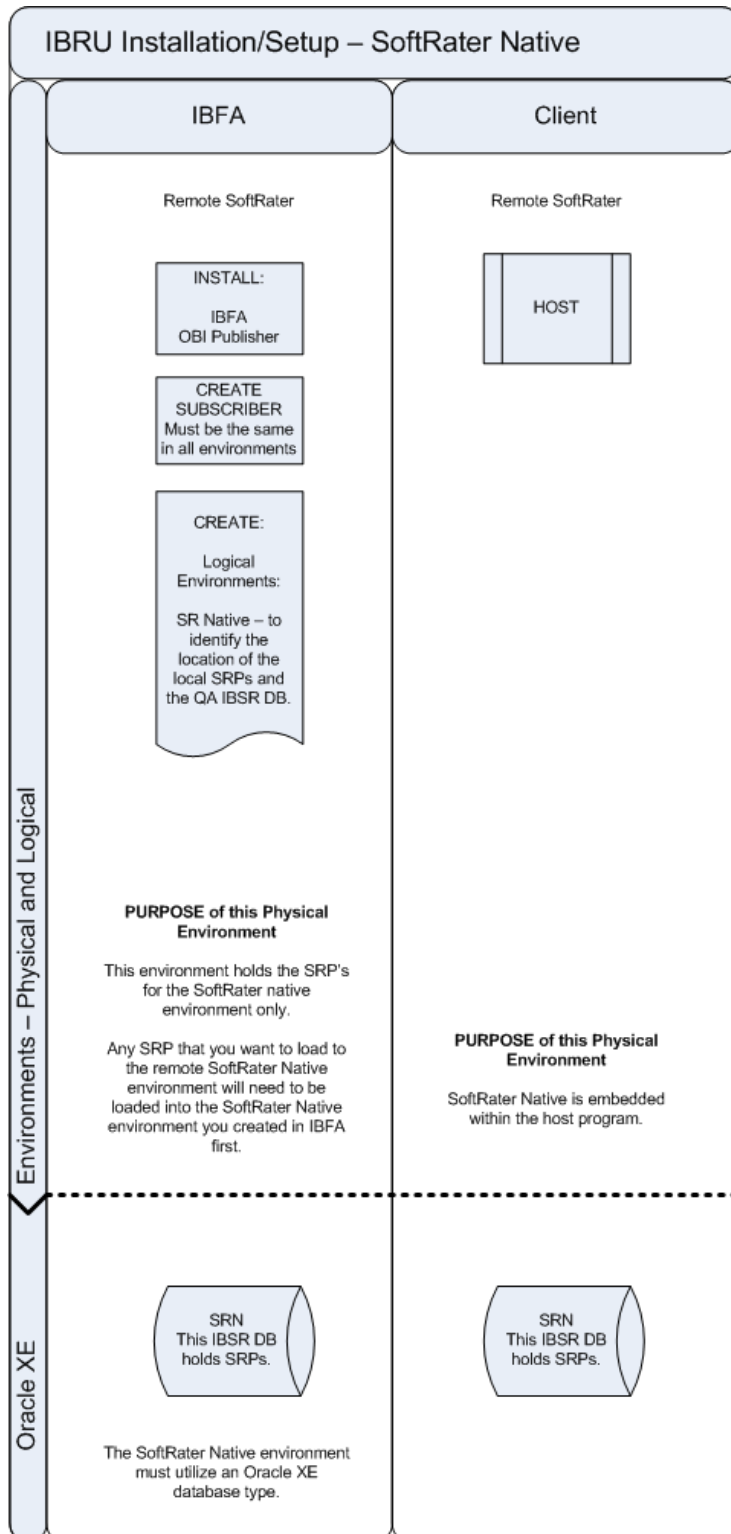 IBRU Installation/Setup – SoftRater Native
IBFA
Client
Environments – Physical and Logical
Remote SoftRater
INSTALL:
IBFA
OBI Publisher
CREATE
SUBSCRIBER
Must be the same
in all environments
CREATE:
Logical
Environments:
SR Native – to
identify the
location of the
local SRPs and
the QA IBSR DB.
PURPOSE of this Physical
Environment
This environment holds the SRP's
for the SoftRater native
environment only.
Any SRP that you want to load to
the remote SoftRater Native
environment will need to be
loaded into the SoftRater Native
environment you created in IBFA
first.
Remote SoftRater
HOST
PURPOSE of this Physical
Environment
SoftRater Native is embedded
within the host program.
Oracle XE
SRN
This IBSR DB
holds SRPs.
The SoftRater Native environment
must utilize an Oracle XE
database type.
SRN
This IBSR DB
holds SRPs.